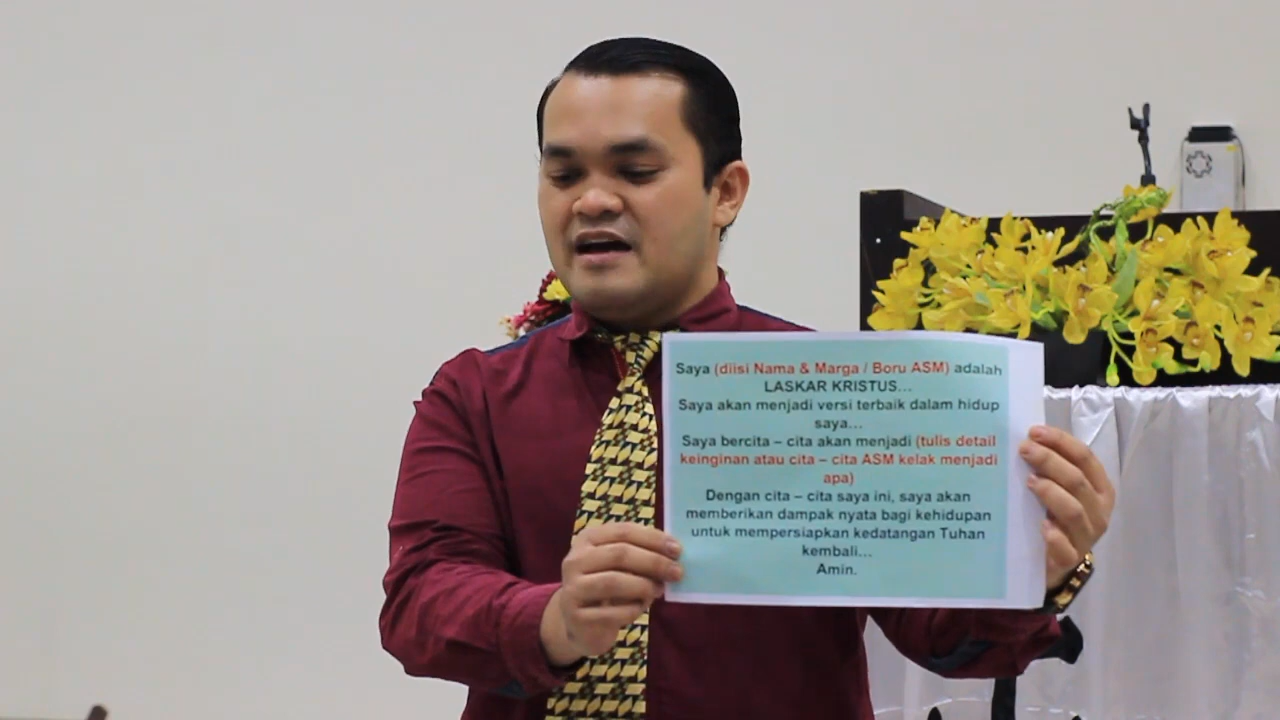 Saya (diisi Nama & Marga / Boru ASM) adalah
LASKAR KRISTUS...
Saya akan menjadi versi terbaik dalam hidup
saya...
Saya bercita – cita akan menjadi (tulis detail
keinginan atau cita – cita ASM kelak menjadi
apa)
Dengan cita – cita saya ini, saya akan
memberikan dampak nyata bagi kehidupan
untuk mempersiapkan kedatangan Tuhan
kembali...
Amin.